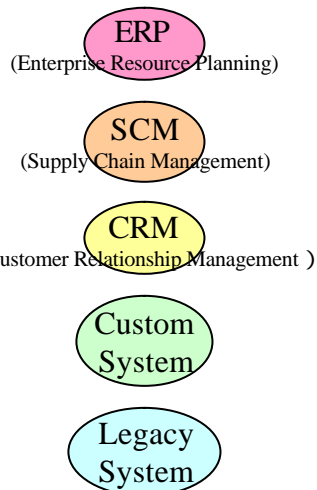 ERP
(Enterprise Resource Planning)
SCM
(Supply Chain Management)
CRM
ustomer Relationship Management )
Custom
System
Legacy
System